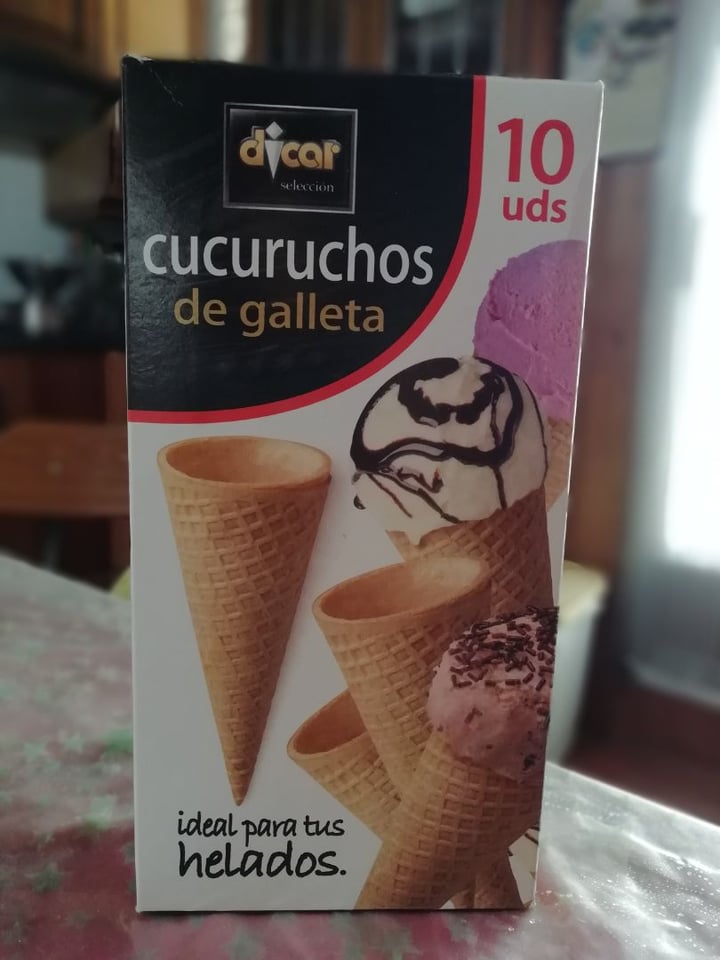 dicar
selección
10
uds
cucuruchos
de galleta
ideal para tus
helados.